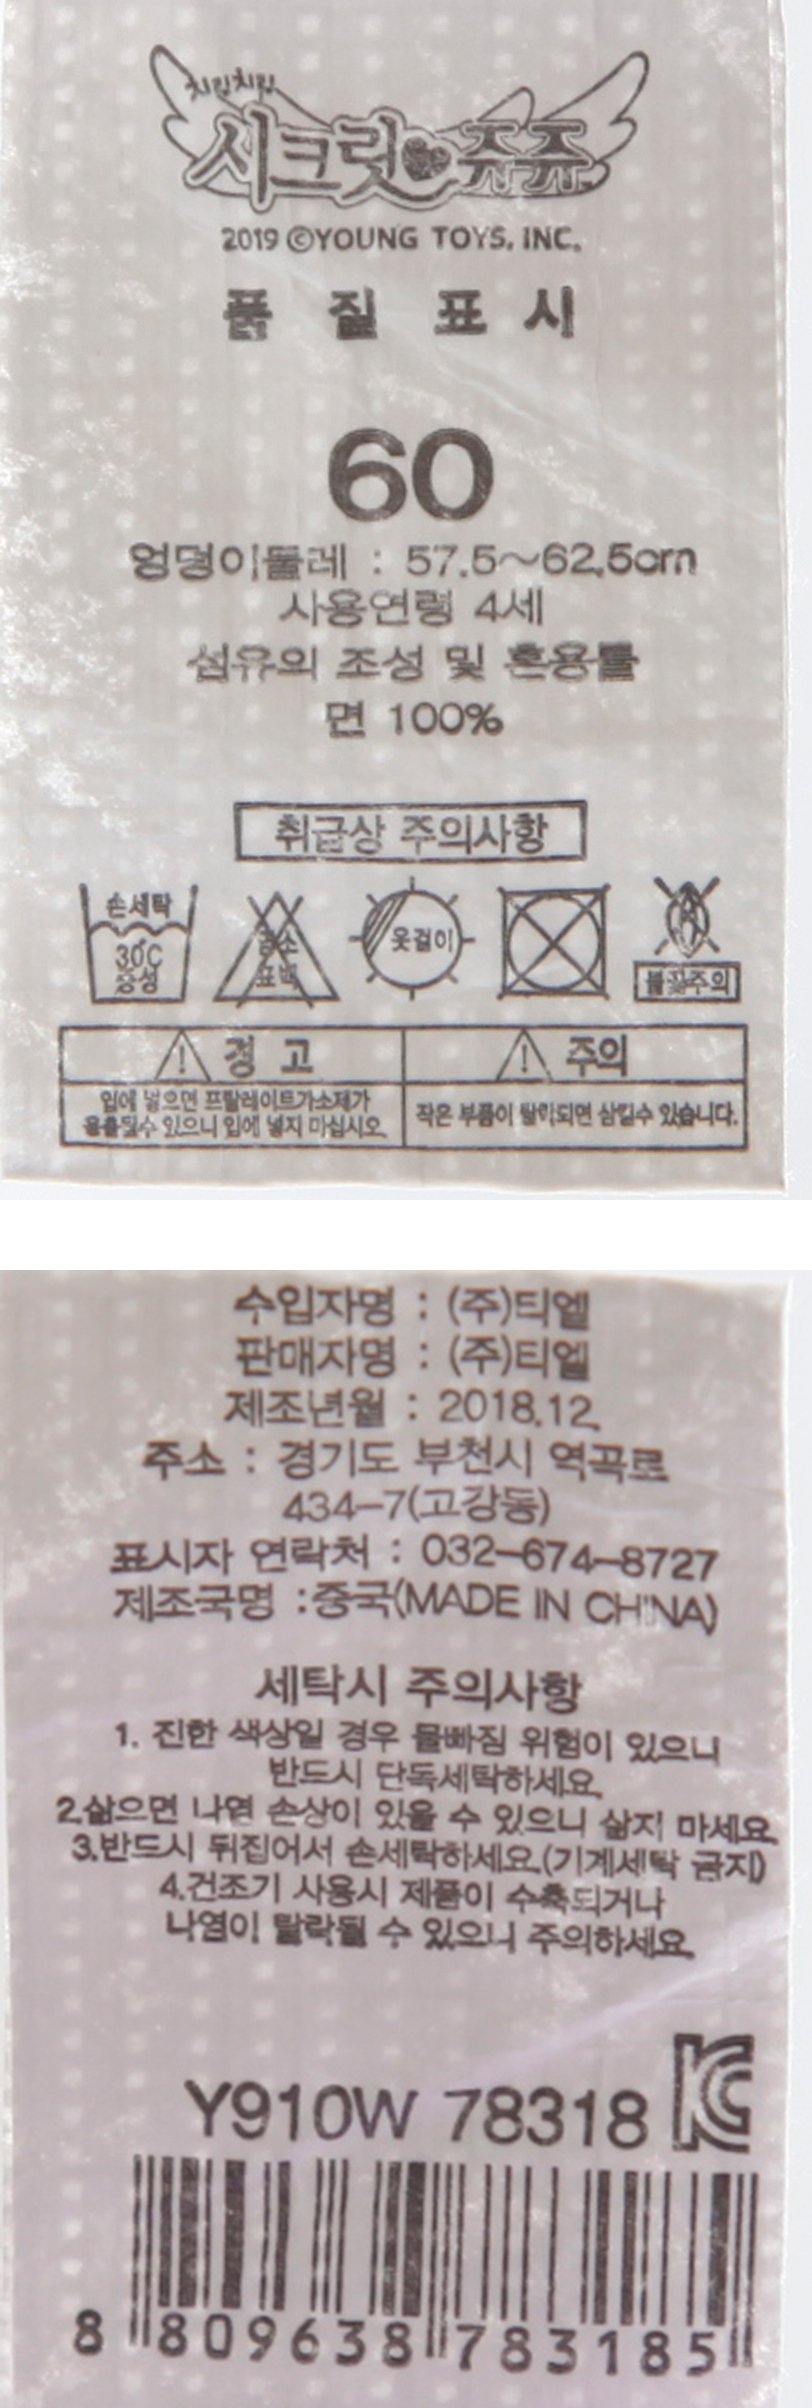 치링치링
시크릿 쥬쥬
2019 ©YOUNG TOYS, INC.
품 질 표 시
60
엉덩이둘레 : 57.5~62.5cm
사용연령 4세
섬유의 조성 및 혼용률
면 100%
취급상 주의사항
손세탁
30℃
중성
염소
표백
옷걸이
불꽃주의
경 고
주의
입에 넣으면 프탈레이트가소제가
용출될수 있으니 입에 넣지 마십시오
작은 부품이 탈락되면 삼킬수 있습니다.
수입자명 : (주)티엘
판매자명 : (주)티엘
제조년월 : 2018.12.
주소 : 경기도 부천시 역곡로
434-7(고강동)
표시자 연락처 : 032-674-8727
제조국명 :중국(MADE IN CHINA)
세탁시 주의사항
1. 진한 색상일 경우 물빠짐 위험이 있으니
반드시 단독세탁하세요.
2.삶으면 나염 손상이 있을 수 있으니 삶지 마세요.
3.반드시 뒤집어서 손세탁하세요.(기계세탁 금지)
4.건조기 사용시 제품이 수축되거나
나염이 탈락될 수 있으니 주의하세요.
Y910W 78318
8 809638 783185